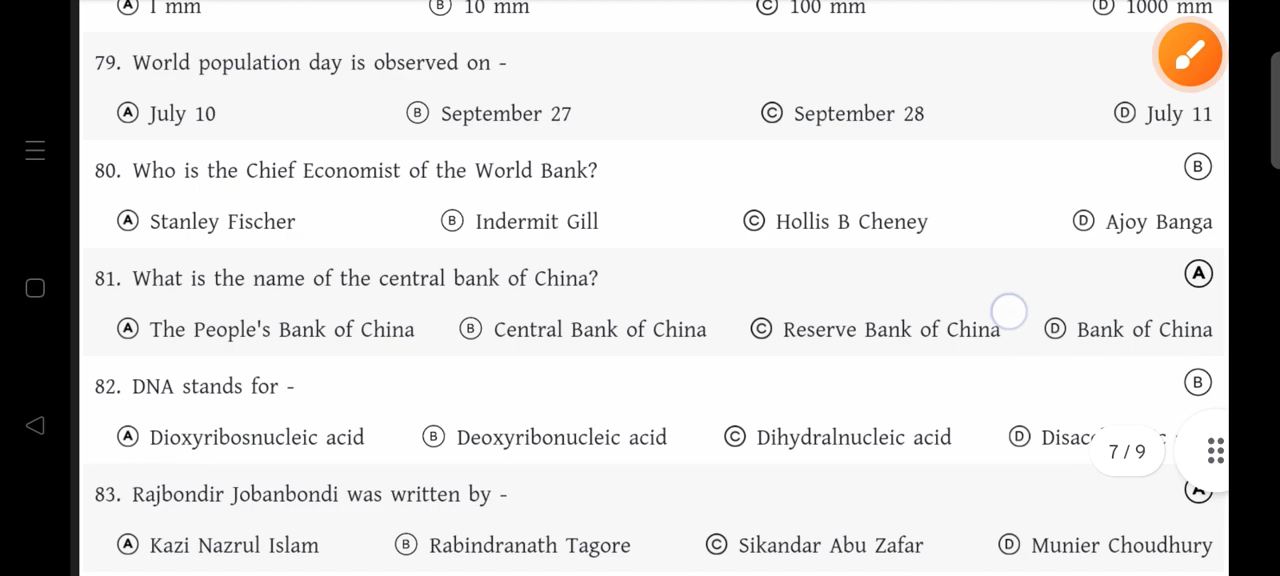 A 1 mm B 10 mm C 100 mm D 1000 mm
79. World population day is observed on -
A July 10 B September 27 C September 28 D July 11
80. Who is the Chief Economist of the World Bank? B
A Stanley Fischer B Indermit Gill C Hollis B Cheney D Ajoy Banga
81. What is the name of the central bank of China? A
A The People's Bank of China B Central Bank of China C Reserve Bank of China D Bank of China
82. DNA stands for - B
A Dioxyribosnucleic acid B Deoxyribonucleic acid C Dihydralnucleic acid D
7 / 9
83. Rajbondir Jobanbondi was written by - A
A Kazi Nazrul Islam B Rabindranath Tagore C Sikandar Abu Zafar D Munier Choudhury